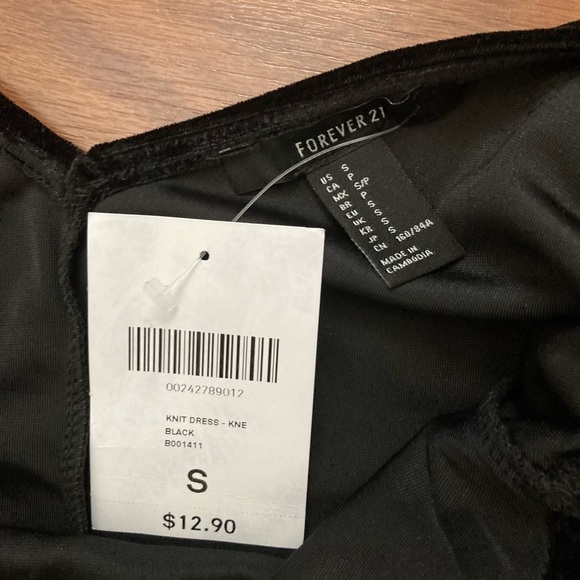 FOREVER 21
US S
CA P
MX S/P
BR P
EU S
UK S
KR S
JP S
CN 160/84A
MADE IN
CAMBODIA
00242789012
KNIT DRESS - KNE
BLACK
B001411
S
$12.90